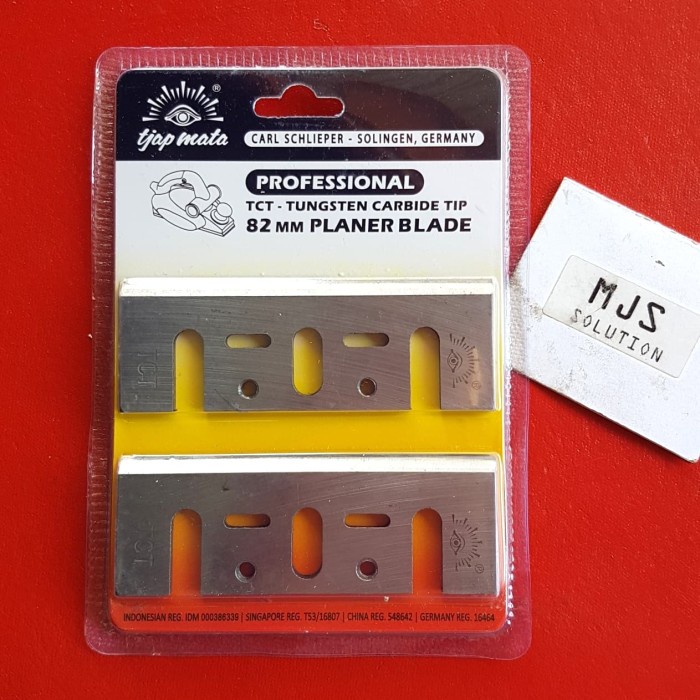 ®
tjap mata
CARL SCHLIEPER - SOLINGEN, GERMANY
PROFESSIONAL
TCT - TUNGSTEN CARBIDE TIP
82 MM PLANER BLADE
MJS
SOLUTION
TCT
®
TCT
®
INDONESIAN REG. IDM 000388339 | SINGAPORE REG. T53/16807 | CHINA REG. 548642 | GERMANY KEG. 16464